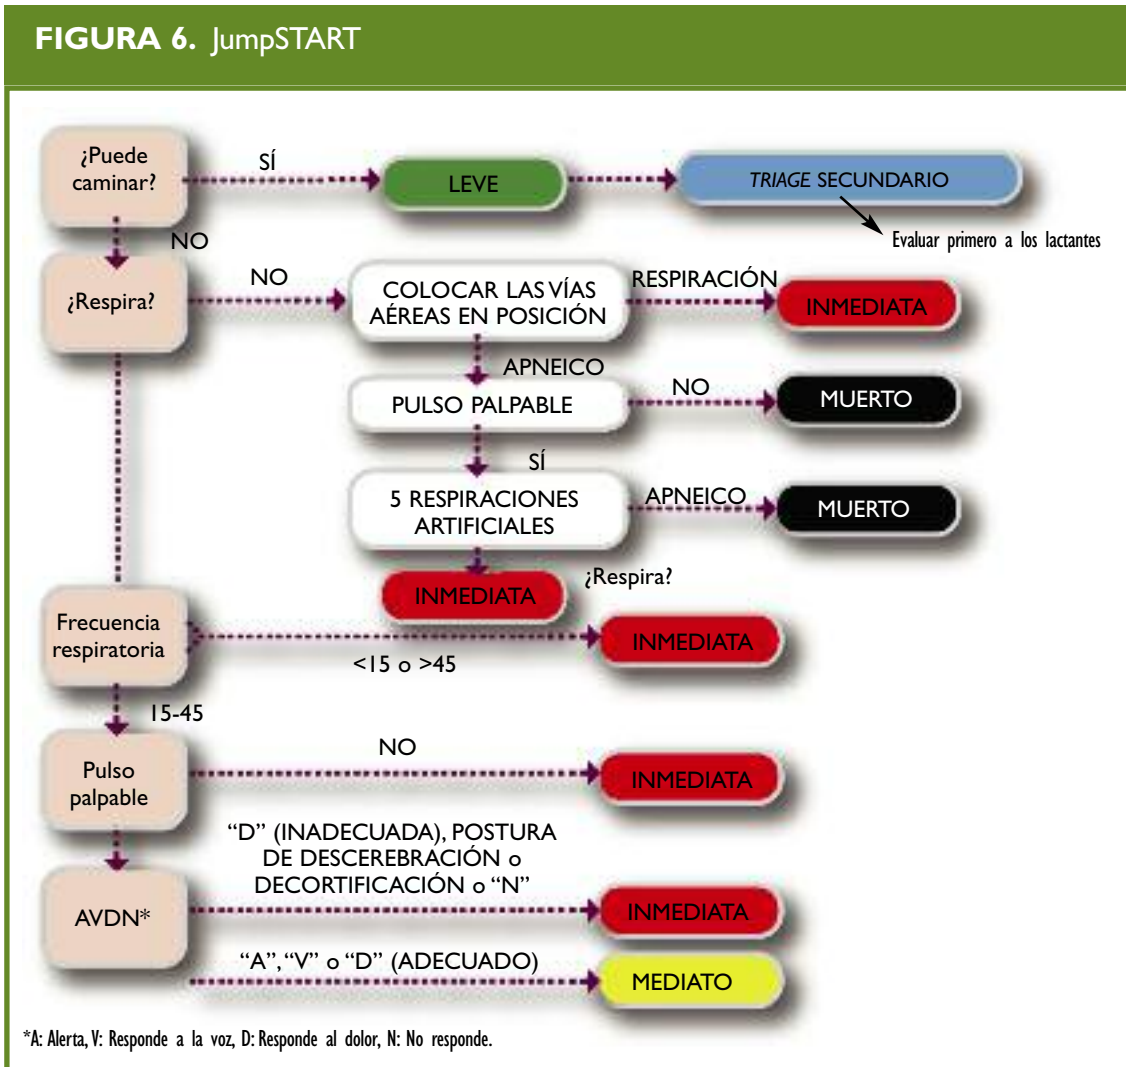 FIGURA 6. JumpSTART
¿Puede
caminar?
SÍ
LEVE
TRIAGE SECUNDARIO
Evaluar primero a los lactantes
NO
¿Respira?
NO
COLOCAR LAS VÍAS
AÉREAS EN POSICIÓN
RESPIRACIÓN
INMEDIATA
APNEICO
PULSO PALPABLE
NO
MUERTO
SÍ
5 RESPIRACIONES
ARTIFICIALES
APNEICO
MUERTO
¿Respira?
INMEDIATA
Frecuencia
respiratoria
<15 o >45
INMEDIATA
15-45
Pulso
palpable
NO
INMEDIATA
AVDN*
“D” (INADECUADA), POSTURA
DE DESCEREBRACIÓN o
DECORTIFICACIÓN o “N”
INMEDIATA
“A”, “V” o “D” (ADECUADO)
MEDIATO
*A: Alerta, V: Responde a la voz, D: Responde al dolor, N: No responde.